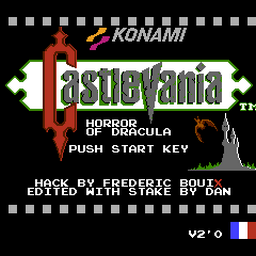 KONAMI
Castlevania
TM
HORROR
OF DRACULA
PUSH START KEY
HACK BY FREDERIC BOUIX
EDITED WITH STAKE BY DAN
V2'0